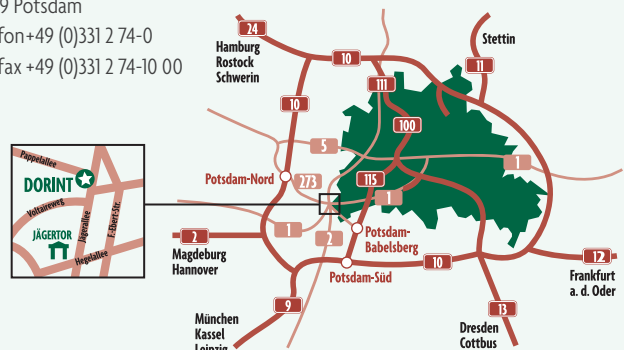 9 Potsdam
fon+49 (0)331 2 74-0
fax +49 (0)331 2 74-10 00
24
Hamburg
Rostock
Schwerin
10
Stettin
11
111
10
100
5
1
Potsdam-Nord
273
115
1
1
2
Potsdam-
Babelsberg
2
Magdeburg
Hannover
Potsdam-Süd
10
12
Frankfurt
a. d. Oder
9
München
Kassel
Leipzig
13
Dresden
Cottbus
Pappelallee
DORINT
Voltaireweg
JÄGERTOR
Jägerallee
F.-Ebert-Str.
Hegelallee